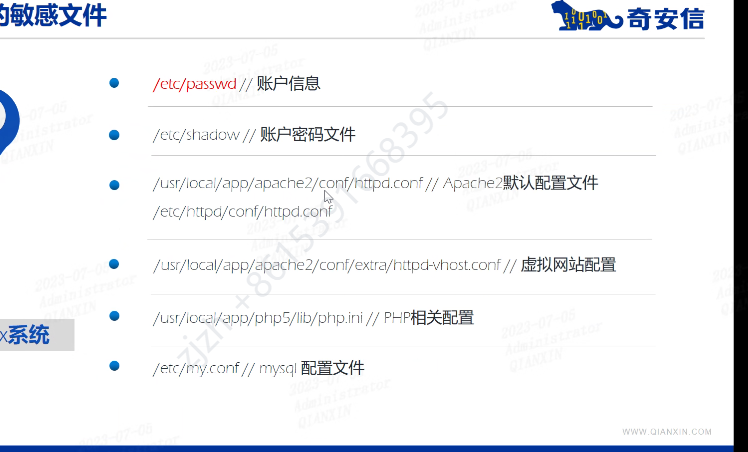 的敏感文件
奇安信
/etc/passwd // 账户信息
/etc/shadow // 账户密码文件
/usr/local/app/apache2/conf/httpd.conf // Apache2默认配置文件
/etc/httpd/conf/httpd.conf
/usr/local/app/apache2/conf/extra/httpd-vhost.conf // 虚拟网站配置
/usr/local/app/php5/lib/php.ini // PHP相关配置
x系统
/etc/my.conf // mysql 配置文件
WWW.QIANXIN.COM
2023-07-05
Administrator
QIANXIN